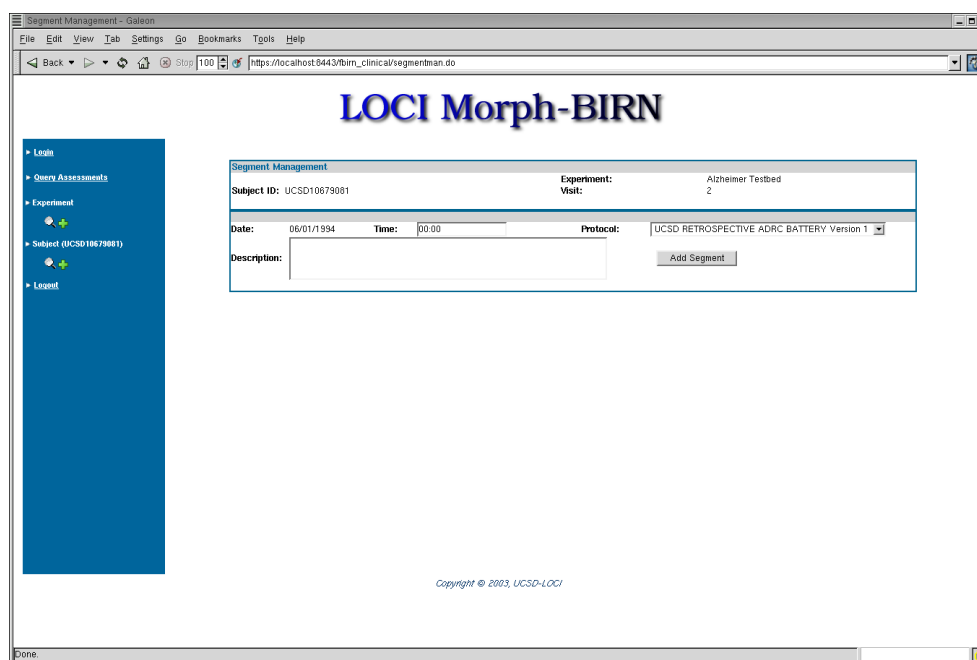 Segment Management - Galeon
File Edit View Tab Settings Go Bookmarks Tools Help
Back Stop 100 https://localhost:8443/fbirn_clinical/segmentman.do
LOCI Morph-BIRN
Login
Query Assessments
Experiment
Subject (UCSD10679081)
Logout
Segment Management
Experiment: Alzheimer Testbed
Subject ID: UCSD10679081 Visit: 2
Date: 06/01/1994 Time: 00:00 Protocol: UCSD RETROSPECTIVE ADRC BATTERY Version 1
Description: Add Segment
Copyright © 2003, UCSD-LOCI
Done.